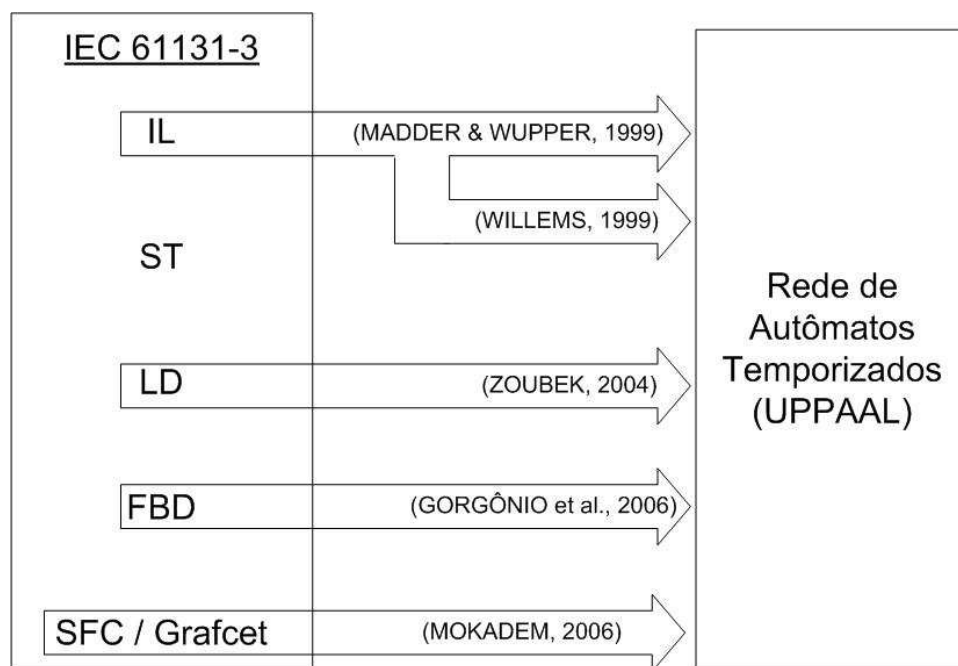 IEC 61131-3
IL
(MADDER & WUPPER, 1999)
(WILLEMS, 1999)
ST
LD
(ZOUBEK, 2004)
FBD
(GORGÔNIO et al., 2006)
SFC / Grafcet
(MOKADEM, 2006)
Rede de
Autômatos
Temporizados
(UPPAAL)